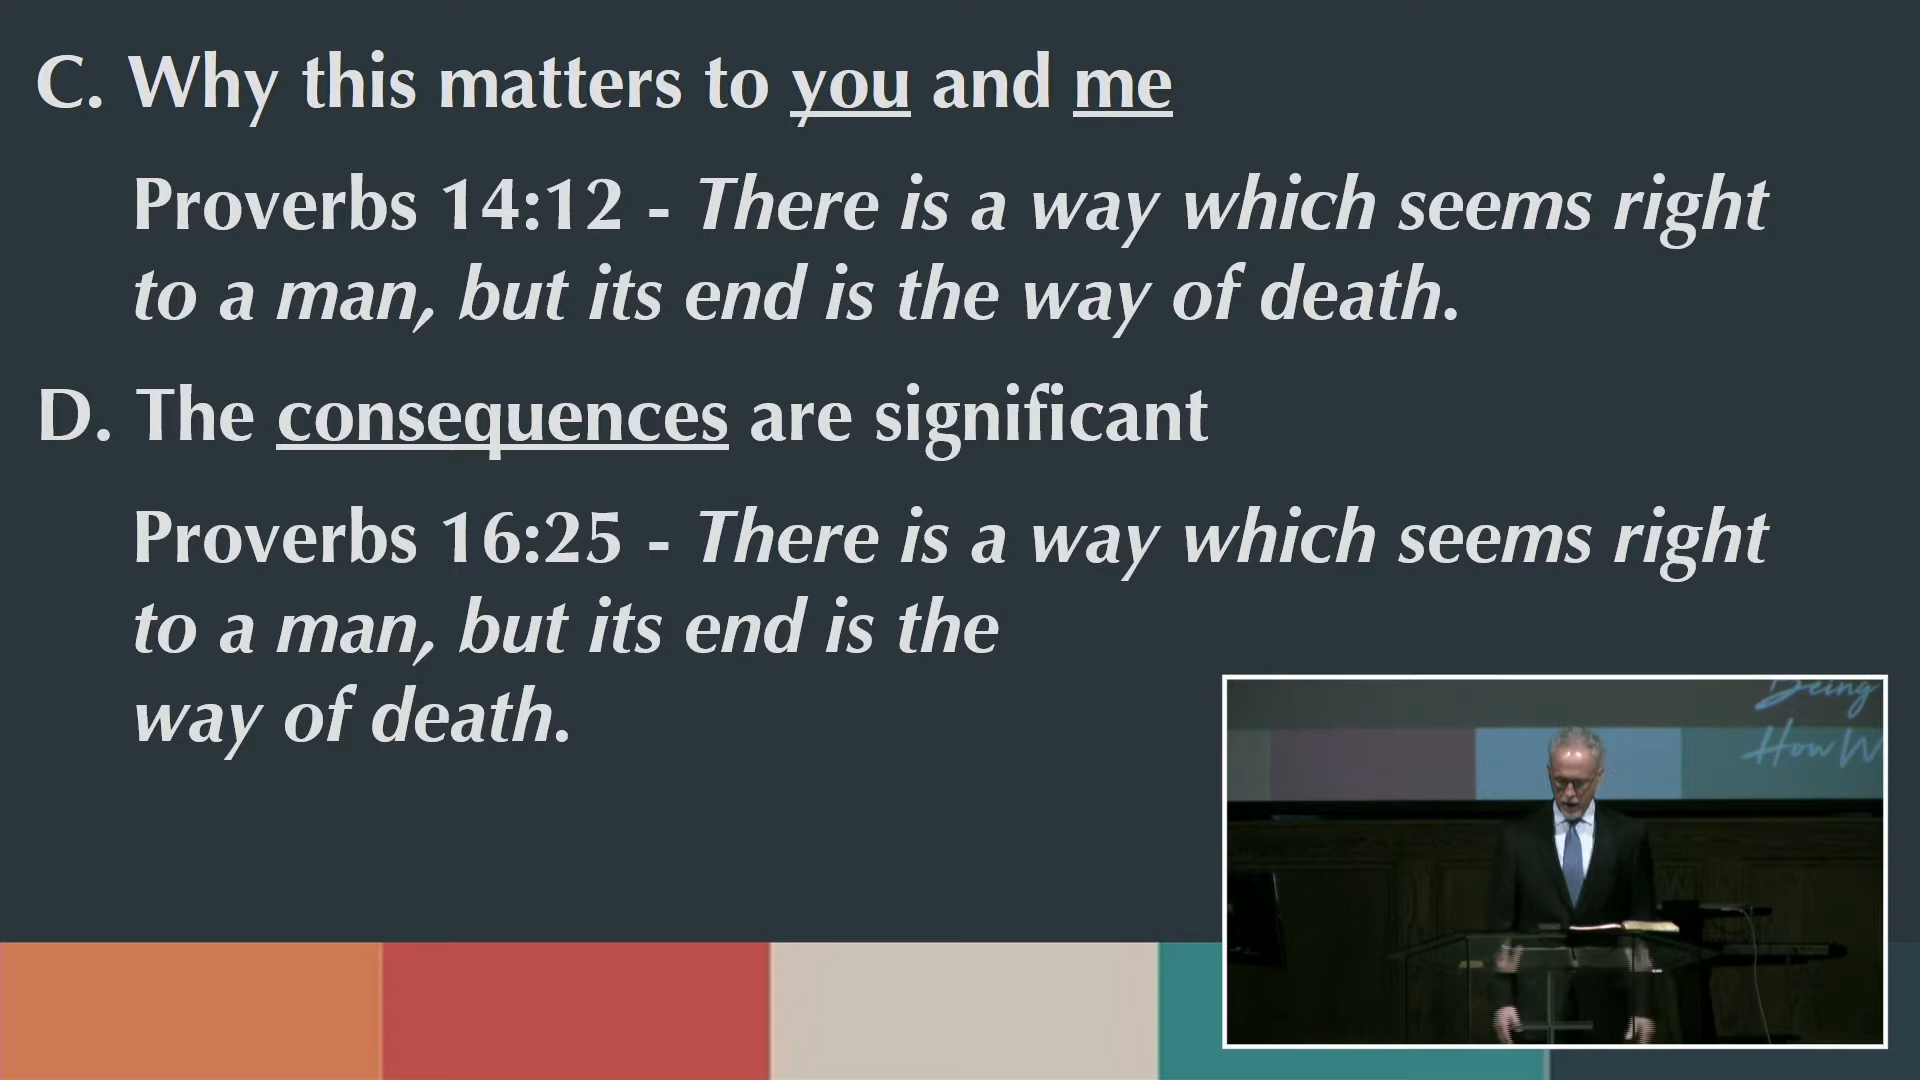 C. Why this matters to you and me
Proverbs 14:12 - There is a way which seems right
to a man, but its end is the way of death.
D. The consequences are significant
Proverbs 16:25 - There is a way which seems right
to a man, but its end is the
way of death.
Being
How W